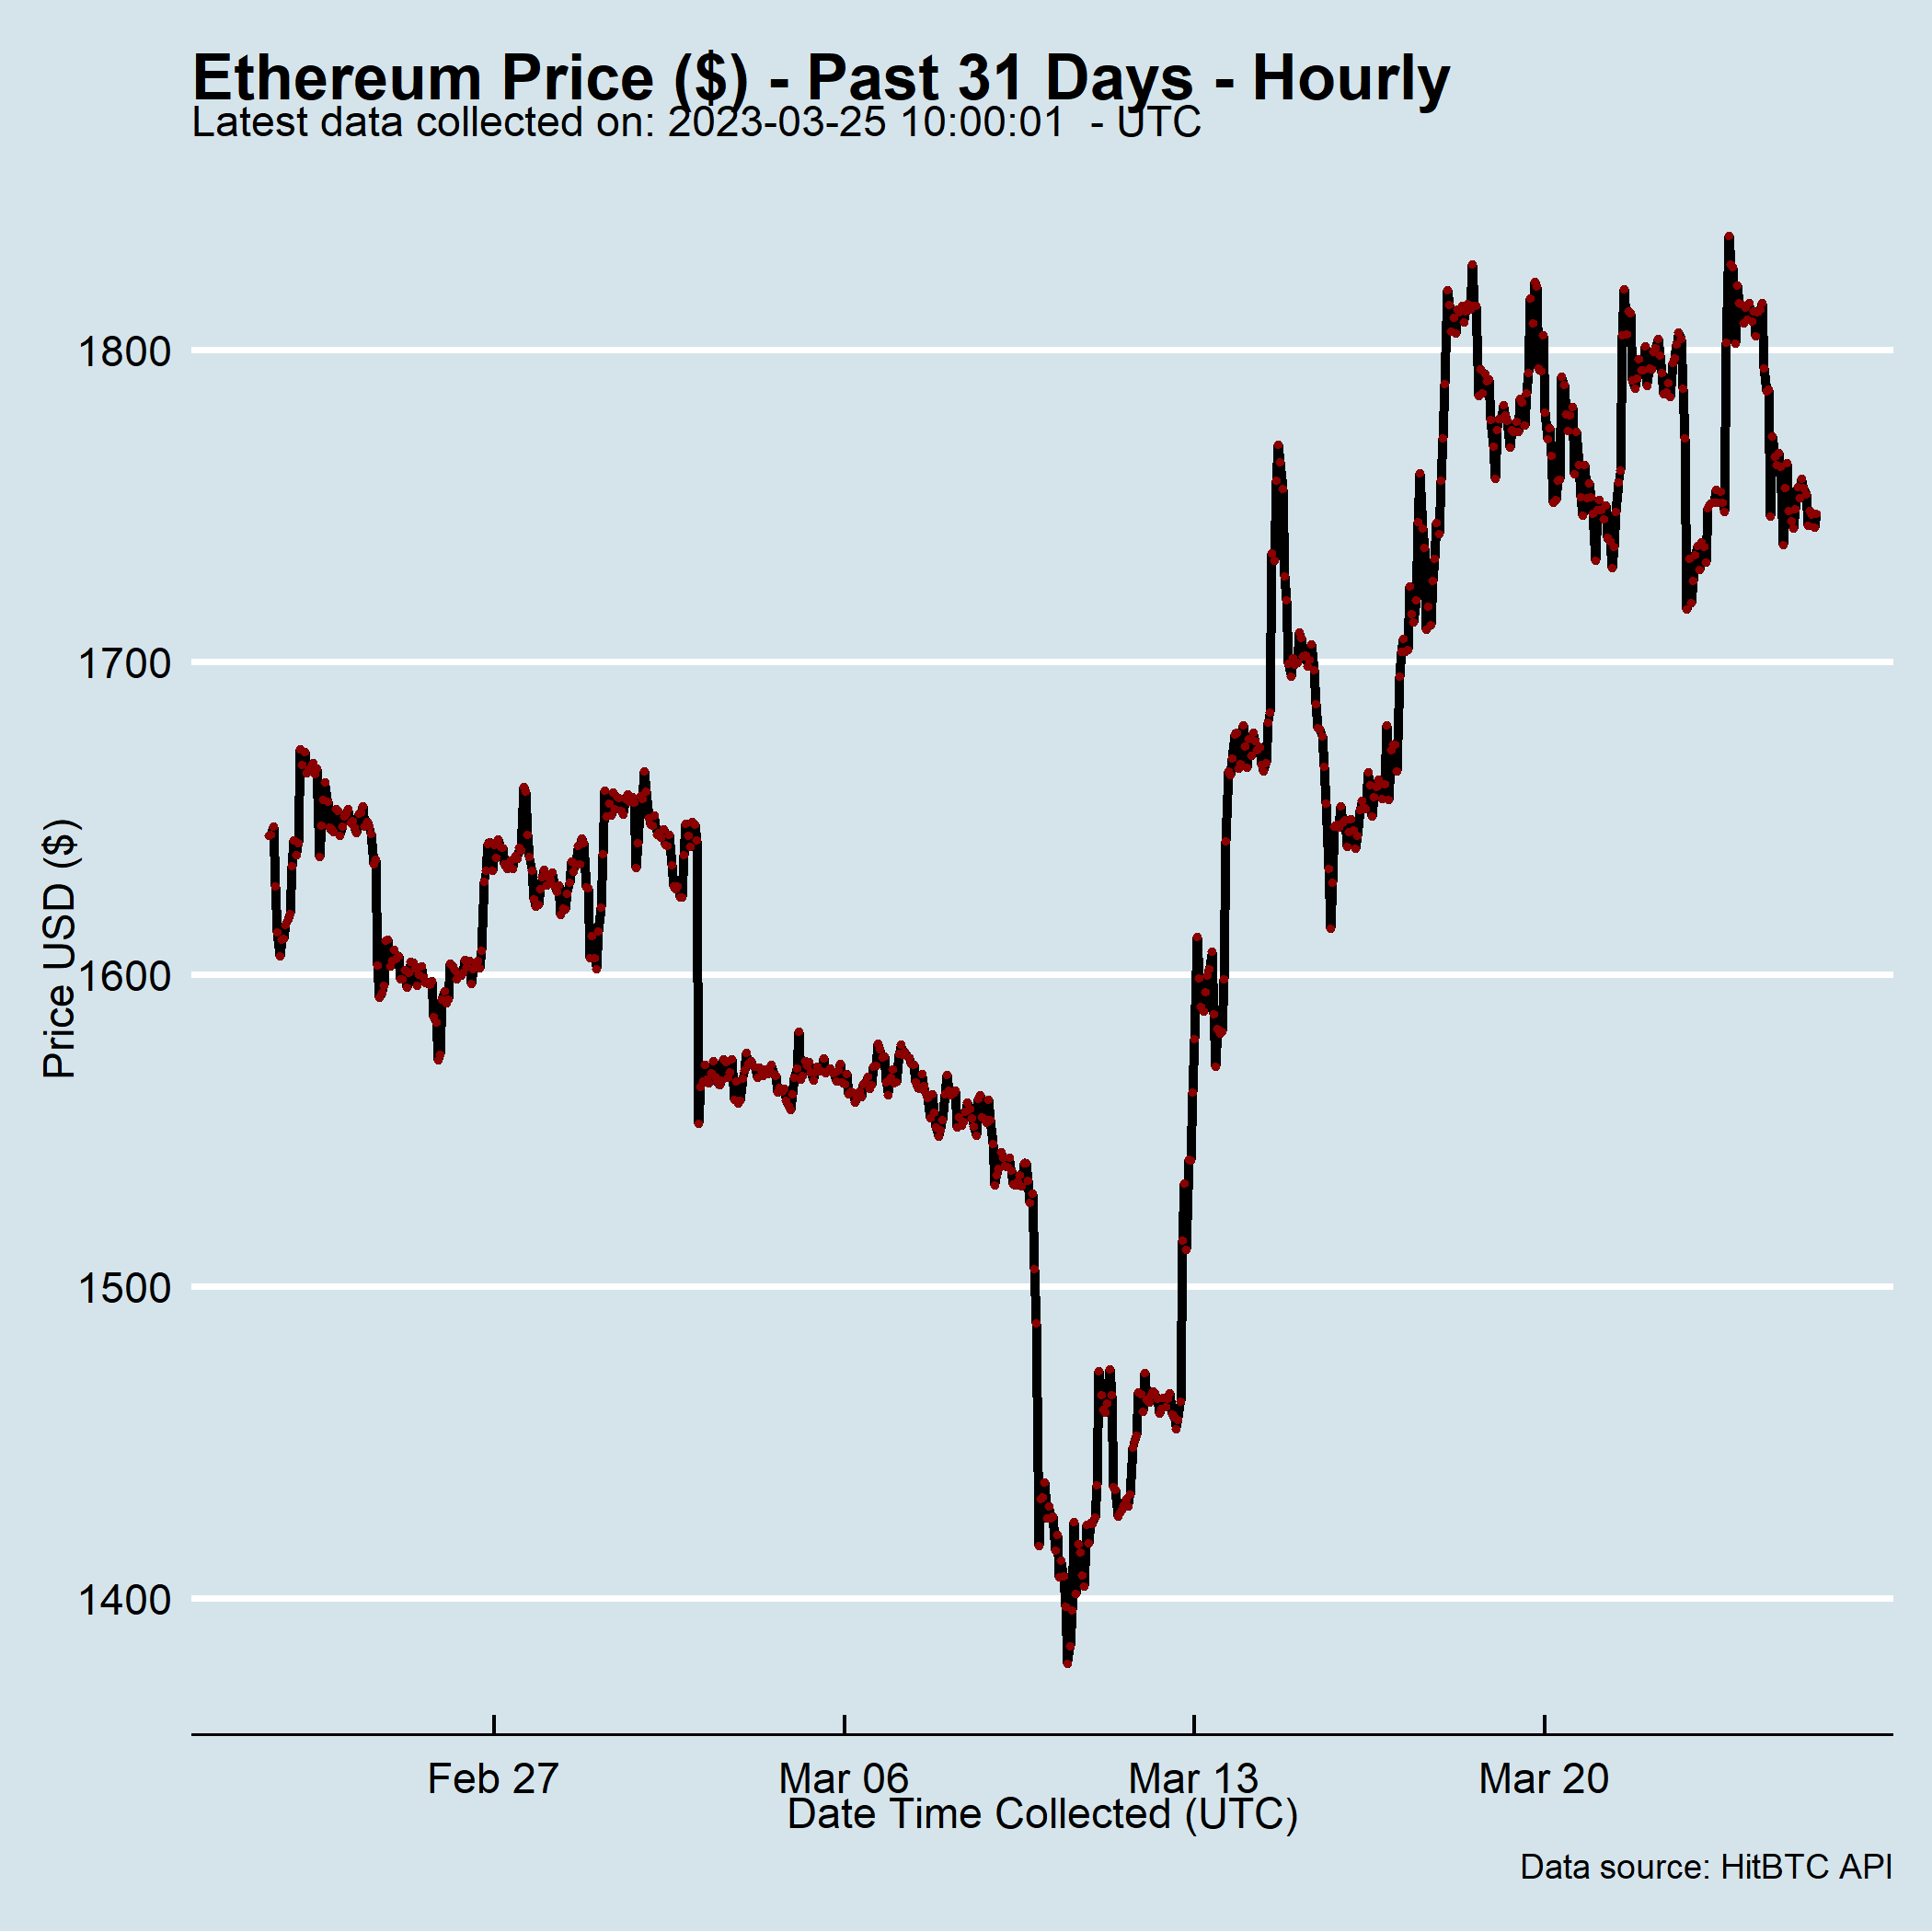 Ethereum Price ($) - Past 31 Days - Hourly
Latest data collected on: 2023-03-25 10:00:01  - UTC
Price USD ($)
1800
1700
1600
1500
1400
Feb 27
Mar 06
Mar 13
Mar 20
Date Time Collected (UTC)
Data source: HitBTC API